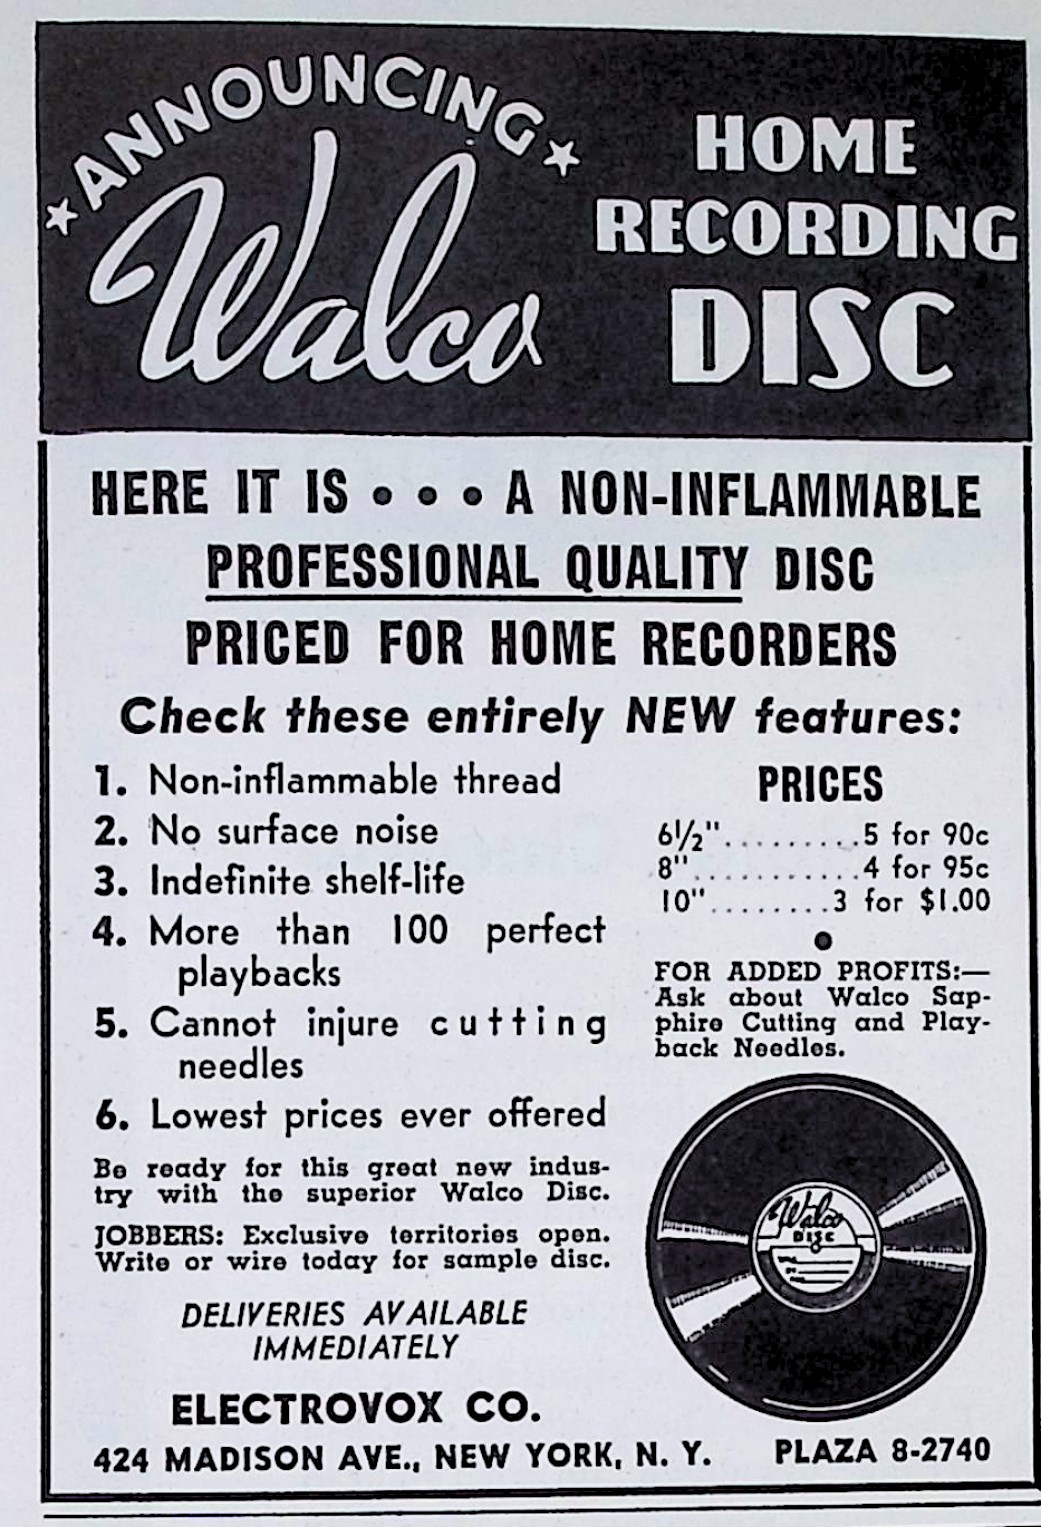 ★ ANNOUNCING ★
Walco
HOME
RECORDING
DISC
HERE IT IS • • • A NON-INFLAMMABLE
PROFESSIONAL QUALITY DISC
PRICED FOR HOME RECORDERS
Check these entirely NEW features:
1. Non-inflammable thread
2. No surface noise
3. Indefinite shelf-life
4. More than 100 perfect
playbacks
5. Cannot injure cutting
needles
6. Lowest prices ever offered
Be ready for this great new indus-
try with the superior Walco Disc.
JOBBERS: Exclusive territories open.
Write or wire today for sample disc.
DELIVERIES AVAILABLE
IMMEDIATELY
PRICES
6½"..........5 for 90c
8"............4 for 95c
10"........3 for $1.00
•
FOR ADDED PROFITS:—
Ask about Walco Sap-
phire Cutting and Play-
back Needles.
Walco
DISC
ELECTROVOX CO.
424 MADISON AVE., NEW YORK, N. Y. PLAZA 8-2740